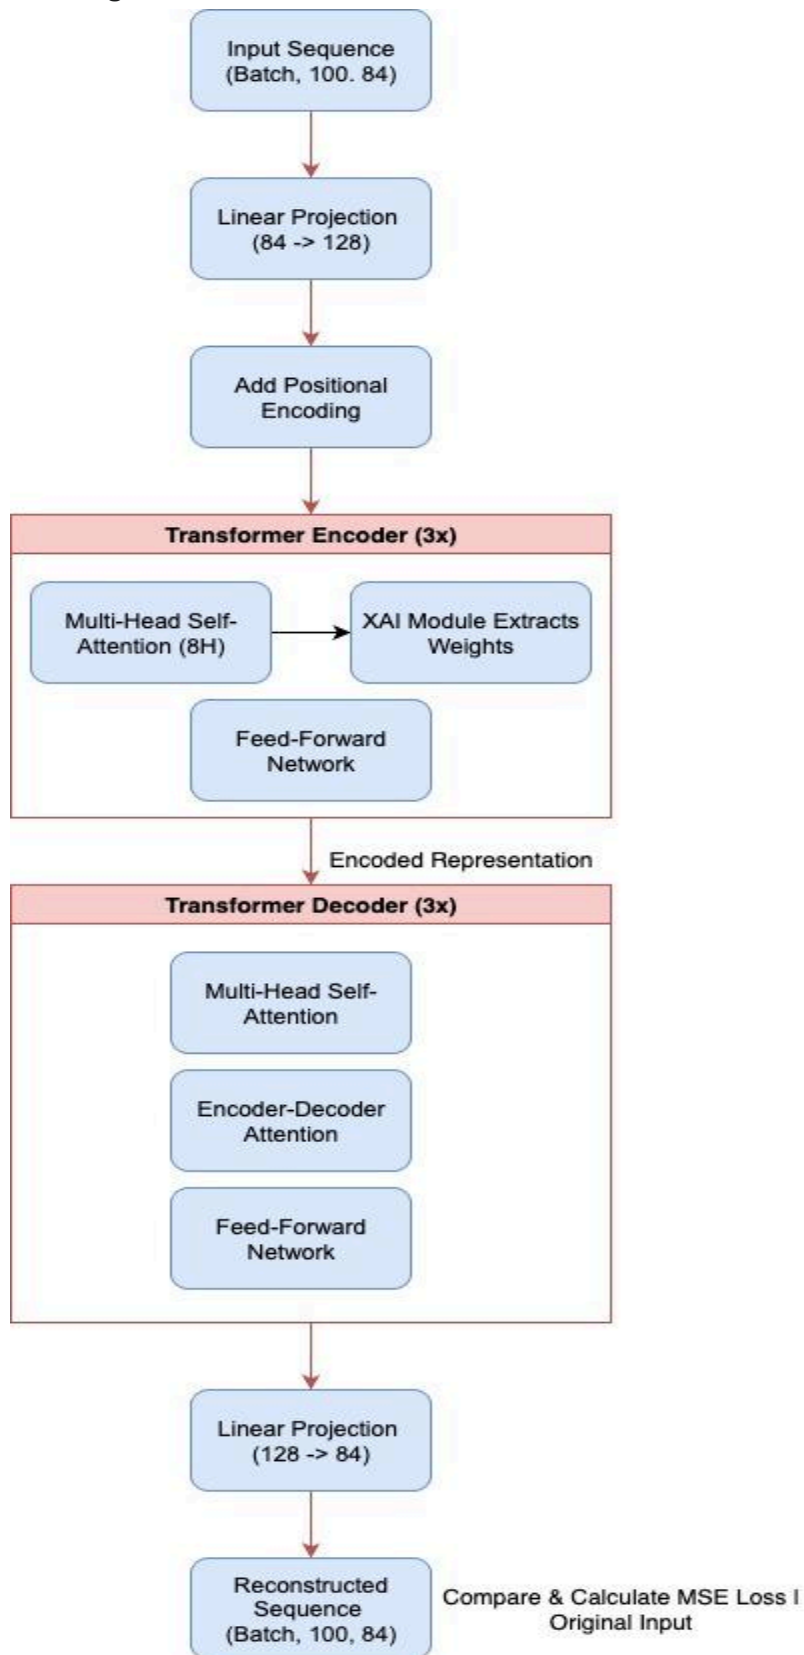 Input Sequence
(Batch, 100. 84)
Linear Projection
(84 -> 128)
Add Positional
Encoding
Transformer Encoder (3x)
Multi-Head Self-
Attention (8H)
XAI Module Extracts
Weights
Feed-Forward
Network
Encoded Representation
Transformer Decoder (3x)
Multi-Head Self-
Attention
Encoder-Decoder
Attention
Feed-Forward
Network
Linear Projection
(128 -> 84)
Reconstructed
Sequence
(Batch, 100, 84)
Compare & Calculate MSE Loss |
Original Input